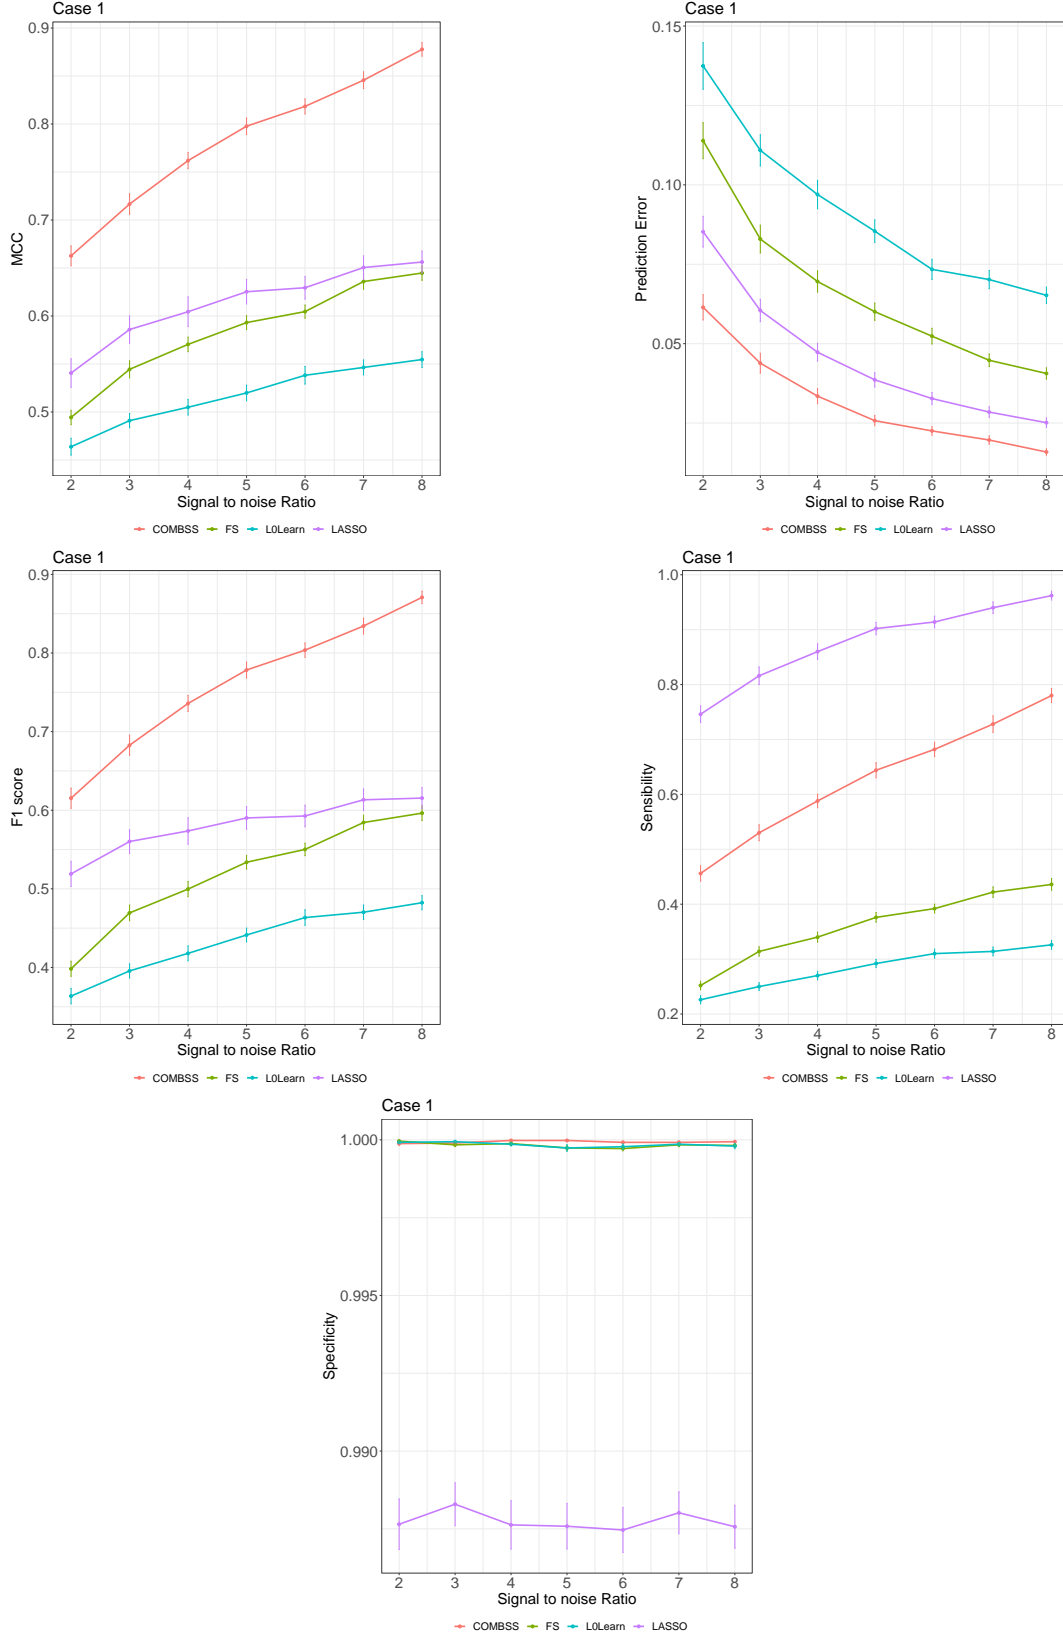 Case 1
0.9
0.8
0.7
0.6
0.5
MCC
2 3 4 5 6 7 8
Signal to noise Ratio
COMBSS FS L0Learn LASSO
Case 1
0.15
0.10
0.05
Prediction Error
2 3 4 5 6 7 8
Signal to noise Ratio
COMBSS FS L0Learn LASSO
Case 1
0.9
0.8
0.7
0.6
0.5
0.4
F1 score
2 3 4 5 6 7 8
Signal to noise Ratio
COMBSS FS L0Learn LASSO
Case 1
1.0
0.8
0.6
0.4
0.2
Sensibility
2 3 4 5 6 7 8
Signal to noise Ratio
COMBSS FS L0Learn LASSO
Case 1
1.000
0.995
0.990
Specificity
2 3 4 5 6 7 8
Signal to noise Ratio
COMBSS FS L0Learn LASSO